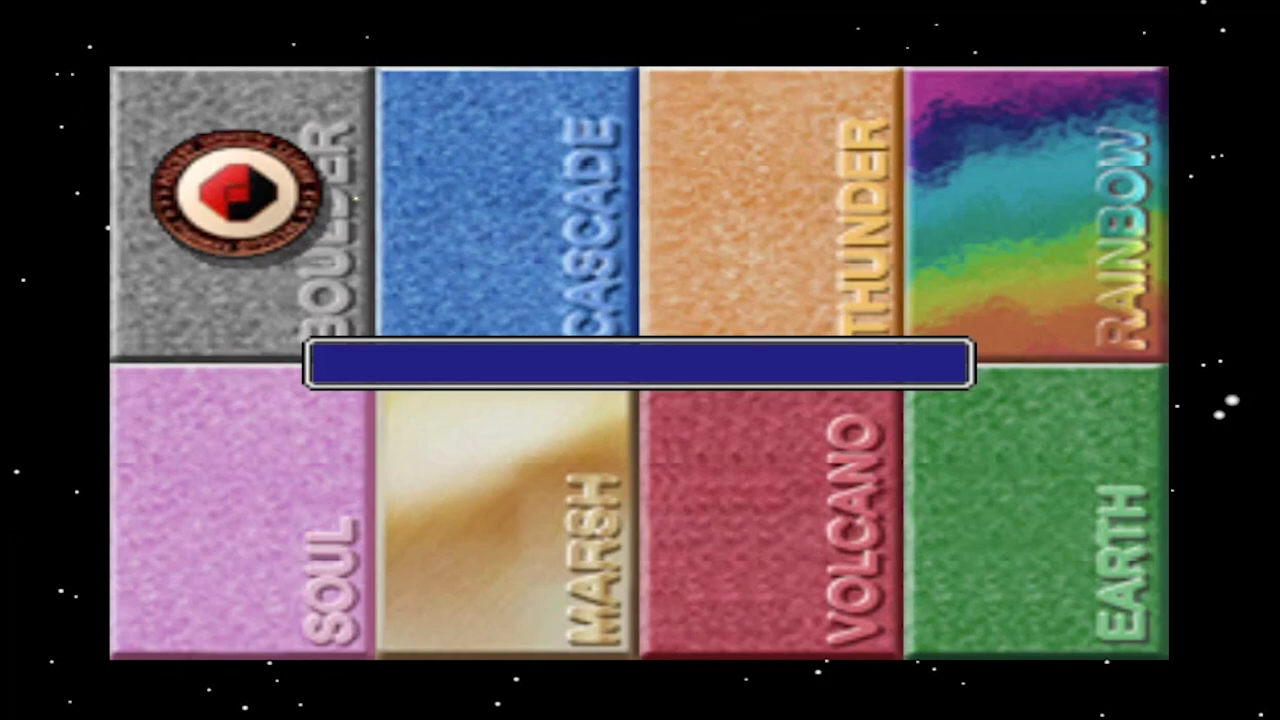 BOULDER
CASCADE
THUNDER
RAINBOW
SOUL
MARSH
VOLCANO
EARTH